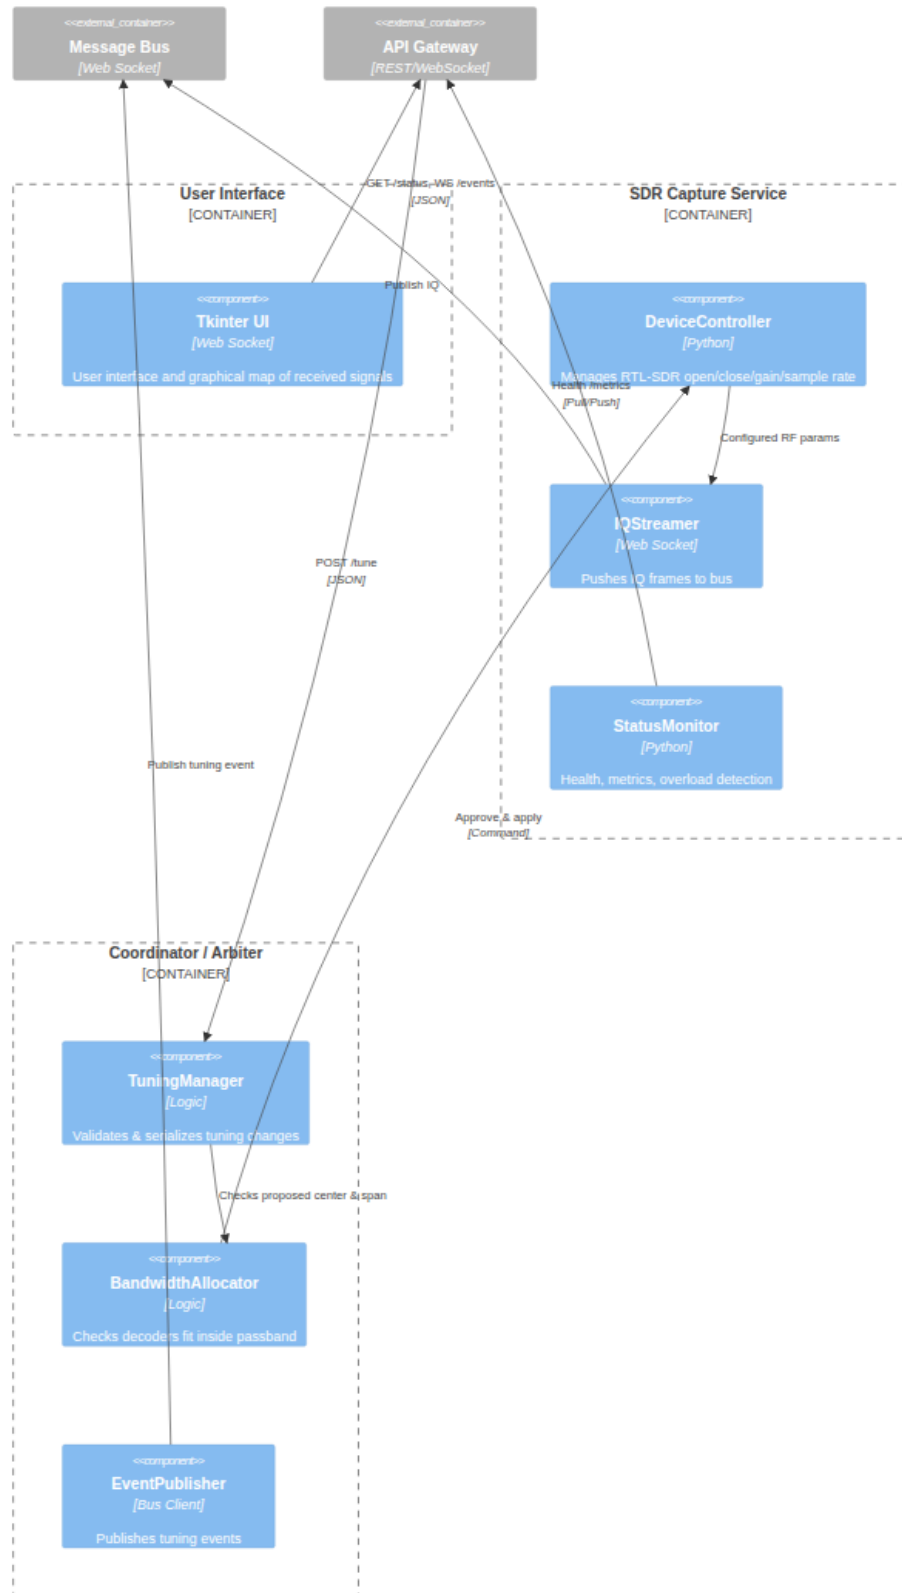 <<external_container>>
Message Bus
[Web Socket]
<<external_container>>
API Gateway
[REST/WebSocket]
GET /status, WS /events
[JSON]
User Interface
[CONTAINER]
SDR Capture Service
[CONTAINER]
Publish IQ
<<component>>
Tkinter UI
[Web Socket]
User interface and graphical map of received signals
<<component>>
DeviceController
[Python]
Manages RTL-SDR open/close/gain/sample rate
Health /metrics
[Pull/Push]
Configured RF params
<<component>>
IQStreamer
[Web Socket]
Pushes IQ frames to bus
POST /tune
[JSON]
<<component>>
StatusMonitor
[Python]
Health, metrics, overload detection
Publish tuning event
Approve & apply
[Command]
Coordinator / Arbiter
[CONTAINER]
<<component>>
TuningManager
[Logic]
Validates & serializes tuning changes
Checks proposed center & span
<<component>>
BandwidthAllocator
[Logic]
Checks decoders fit inside passband
<<component>>
EventPublisher
[Bus Client]
Publishes tuning events